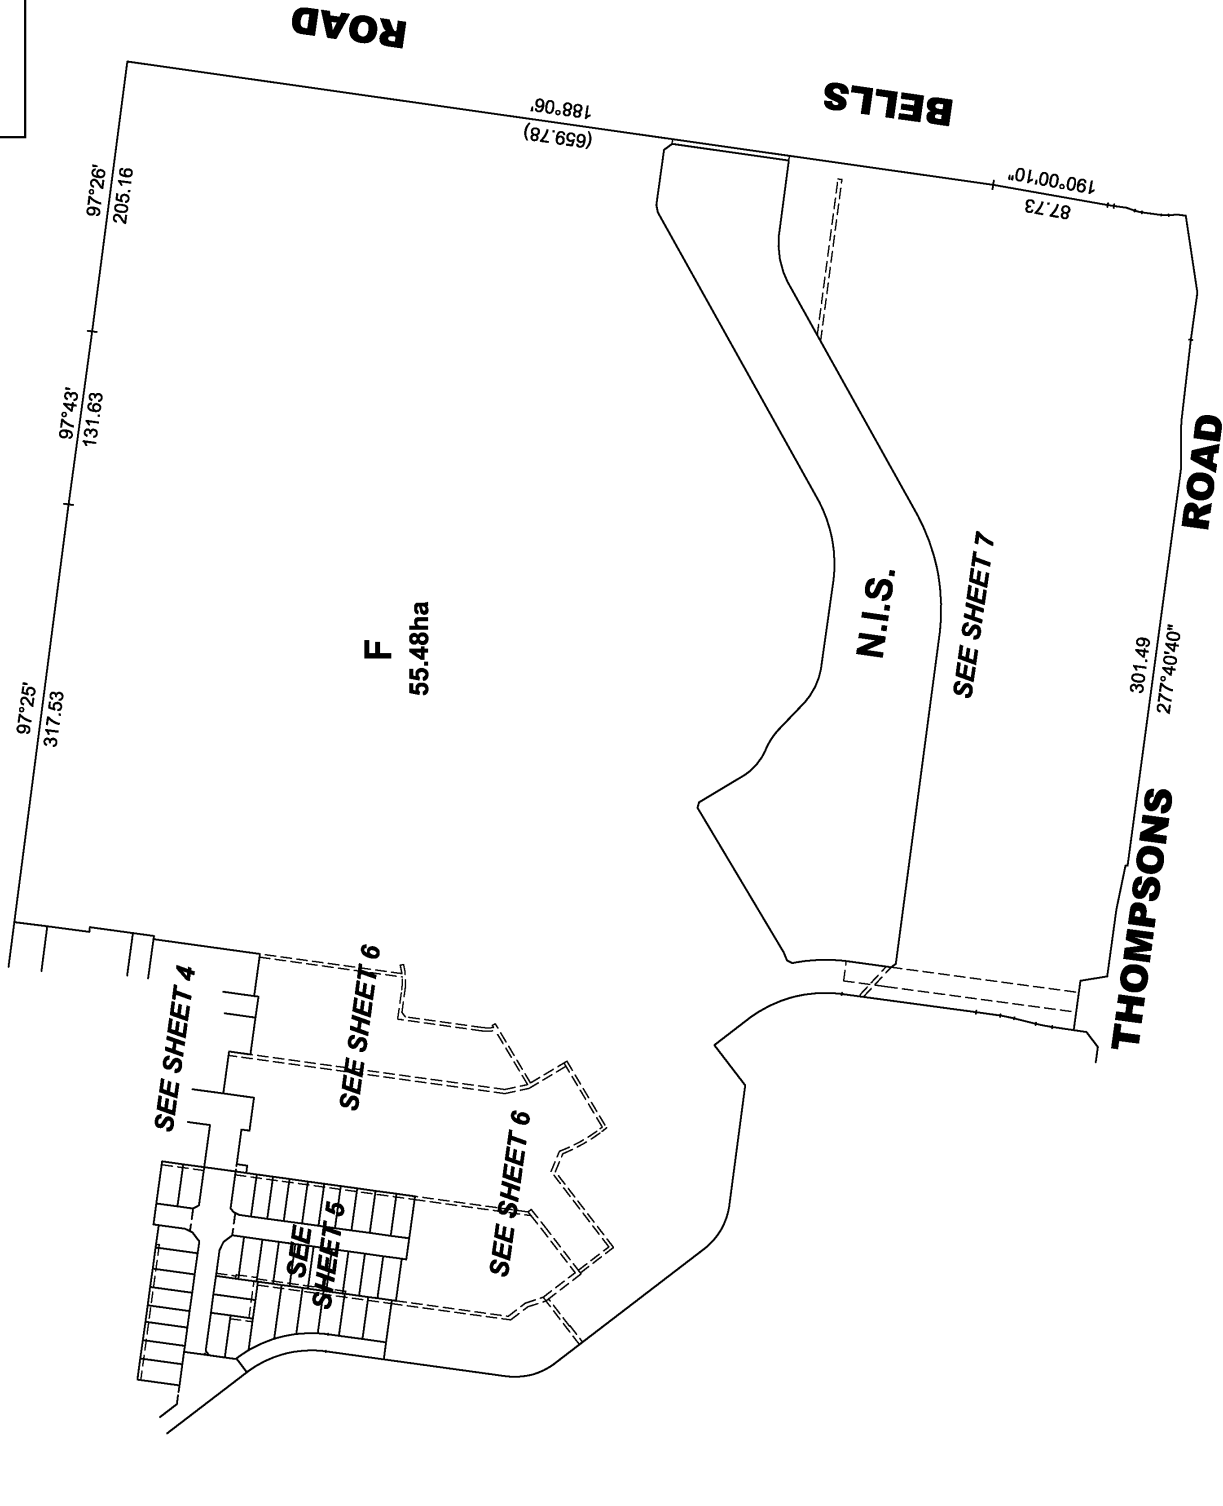 BELLS ROAD
188°06'
(659.78)
190°00'10"
87.73
97°26'
205.16
97°43'
131.63
97°25'
317.53
F
55.48ha
N.I.S.
SEE SHEET 7
THOMPSONS ROAD
301.49
277°40'40"
SEE SHEET 4
SEE SHEET 6
SEE SHEET 6
SEE
SHEET 5